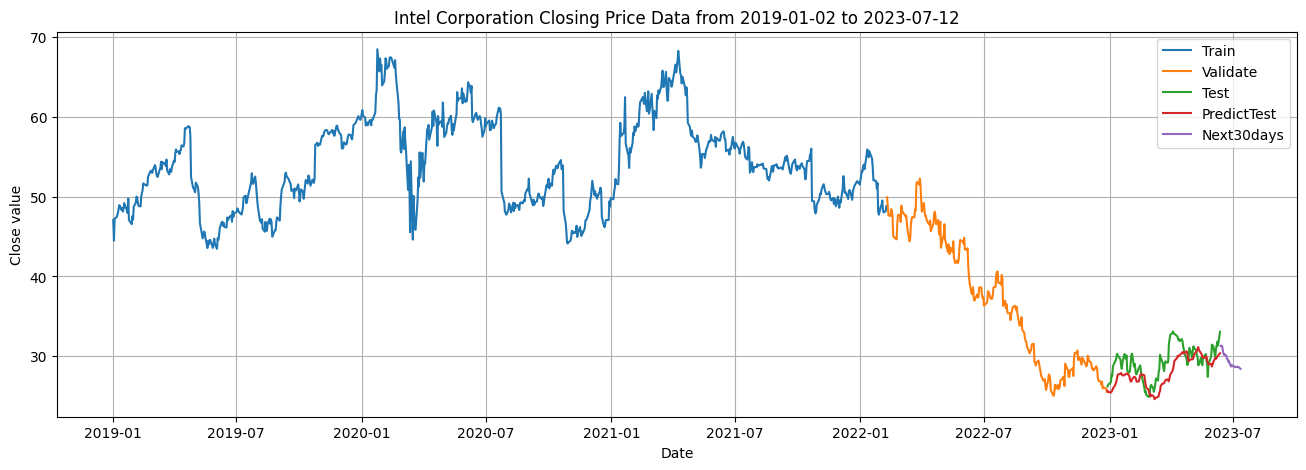 Intel Corporation Closing Price Data from 2019-01-02 to 2023-07-12
70
60
50
40
30
Close value
Train
Validate
Test
PredictTest
Next30days
2019-01 2019-07 2020-01 2020-07 2021-01 2021-07 2022-01 2022-07 2023-01 2023-07
Date